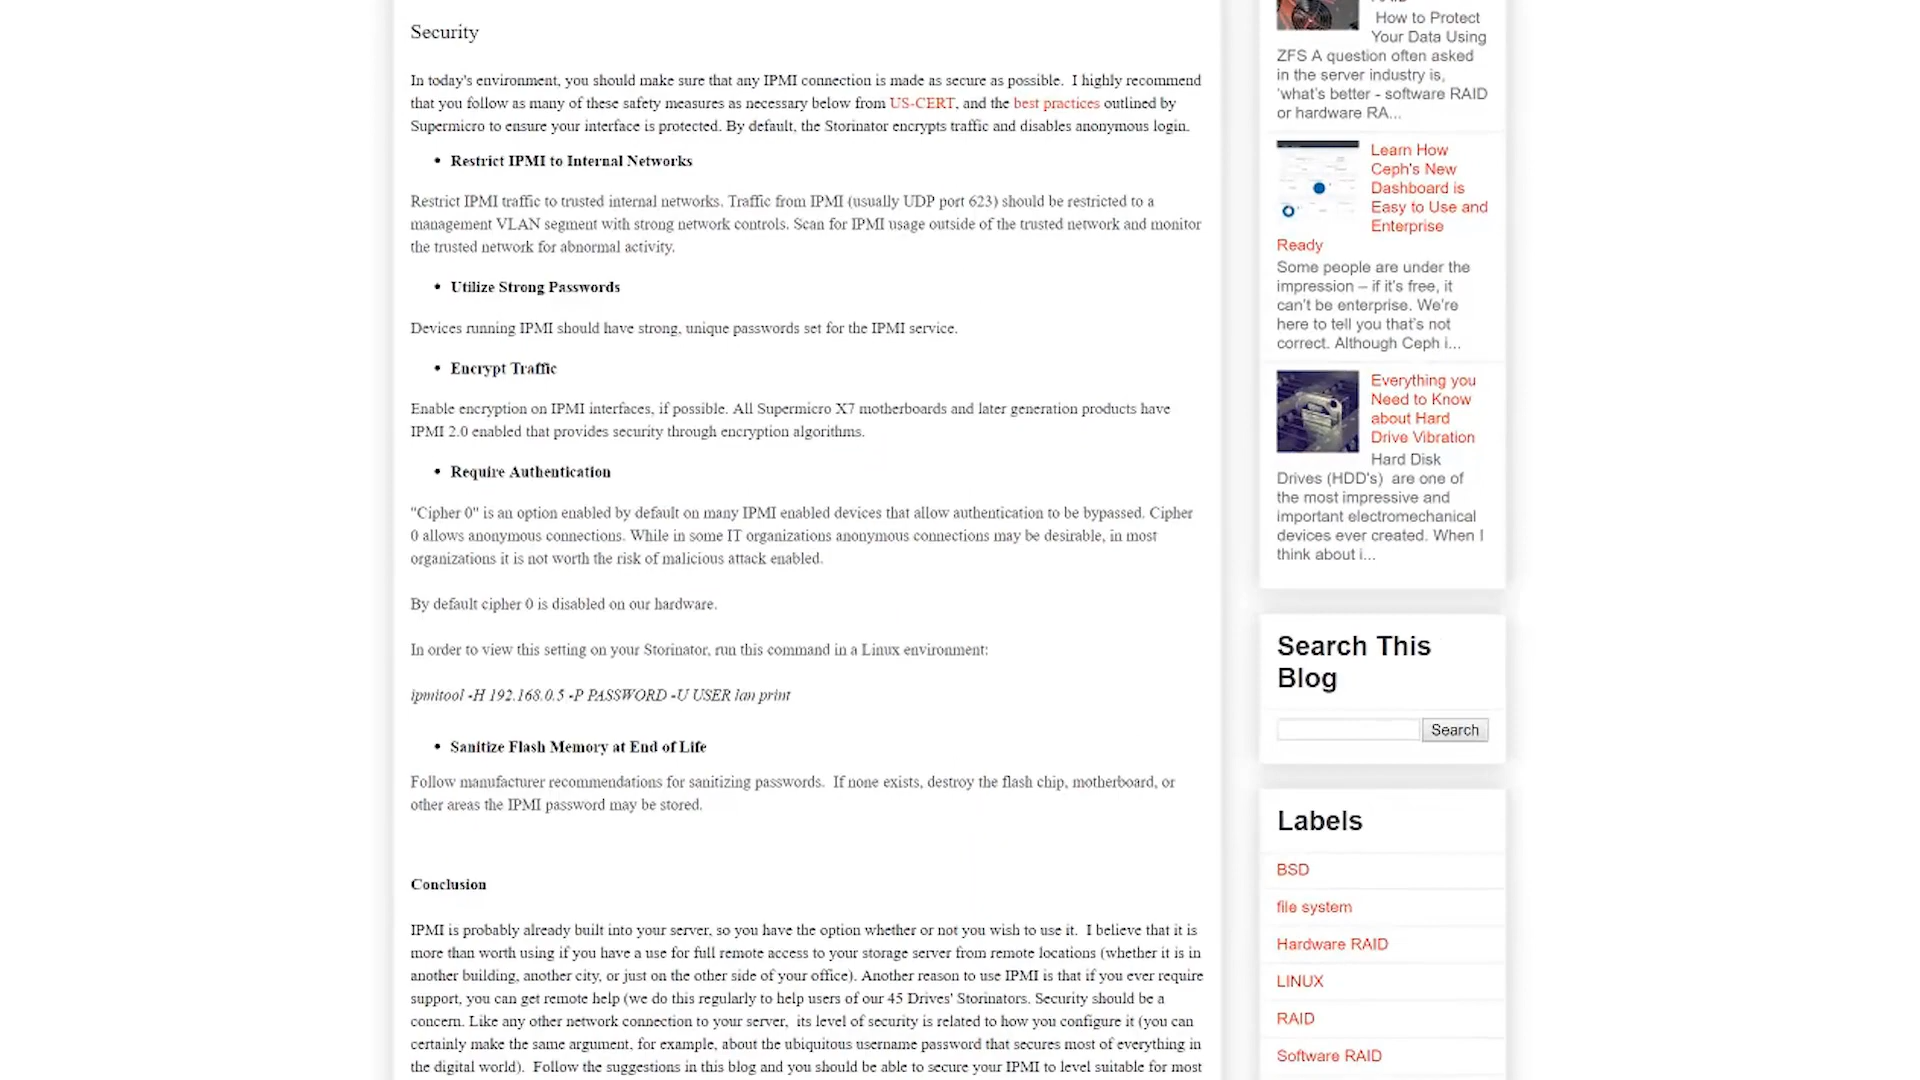 Security
In today's environment, you should make sure that any IPMI connection is made as secure as possible.  I highly recommend
that you follow as many of these safety measures as necessary below from US-CERT, and the best practices outlined by
Supermicro to ensure your interface is protected. By default, the Storinator encrypts traffic and disables anonymous login.
• Restrict IPMI to Internal Networks
Restrict IPMI traffic to trusted internal networks. Traffic from IPMI (usually UDP port 623) should be restricted to a
management VLAN segment with strong network controls. Scan for IPMI usage outside of the trusted network and monitor
the trusted network for abnormal activity.
• Utilize Strong Passwords
Devices running IPMI should have strong, unique passwords set for the IPMI service.
• Encrypt Traffic
Enable encryption on IPMI interfaces, if possible. All Supermicro X7 motherboards and later generation products have
IPMI 2.0 enabled that provides security through encryption algorithms.
• Require Authentication
"Cipher 0" is an option enabled by default on many IPMI enabled devices that allow authentication to be bypassed. Cipher
0 allows anonymous connections. While in some IT organizations anonymous connections may be desirable, in most
organizations it is not worth the risk of malicious attack enabled.
By default cipher 0 is disabled on our hardware.
In order to view this setting on your Storinator, run this command in a Linux environment:
ipmitool -H 192.168.0.5 -P PASSWORD -U USER lan print
• Sanitize Flash Memory at End of Life
Follow manufacturer recommendations for sanitizing passwords.  If none exists, destroy the flash chip, motherboard, or
other areas the IPMI password may be stored.
Conclusion
IPMI is probably already built into your server, so you have the option whether or not you wish to use it.  I believe that it is
more than worth using if you have a use for full remote access to your storage server from remote locations (whether it is in
another building, another city, or just on the other side of your office). Another reason to use IPMI is that if you ever require
support, you can get remote help (we do this regularly to help users of our 45 Drives' Storinators. Security should be a
concern. Like any other network connection to your server,  its level of security is related to how you configure it (you can
certainly make the same argument, for example, about the ubiquitous username password that secures most of everything in
the digital world).  Follow the suggestions in this blog and you should be able to secure your IPMI to level suitable for most
How to Protect
Your Data Using
ZFS A question often asked
in the server industry is,
'what's better - software RAID
or hardware RA...
Learn How
Ceph's New
Dashboard is
Easy to Use and
Enterprise
Ready
Some people are under the
impression – if it's free, it
can't be enterprise. We're
here to tell you that's not
correct. Although Ceph i...
Everything you
Need to Know
about Hard
Drive Vibration
Hard Disk
Drives (HDD's)  are one of
the most impressive and
important electromechanical
devices ever created. When I
think about i...
Search This
Blog
Search
Labels
BSD
file system
Hardware RAID
LINUX
RAID
Software RAID